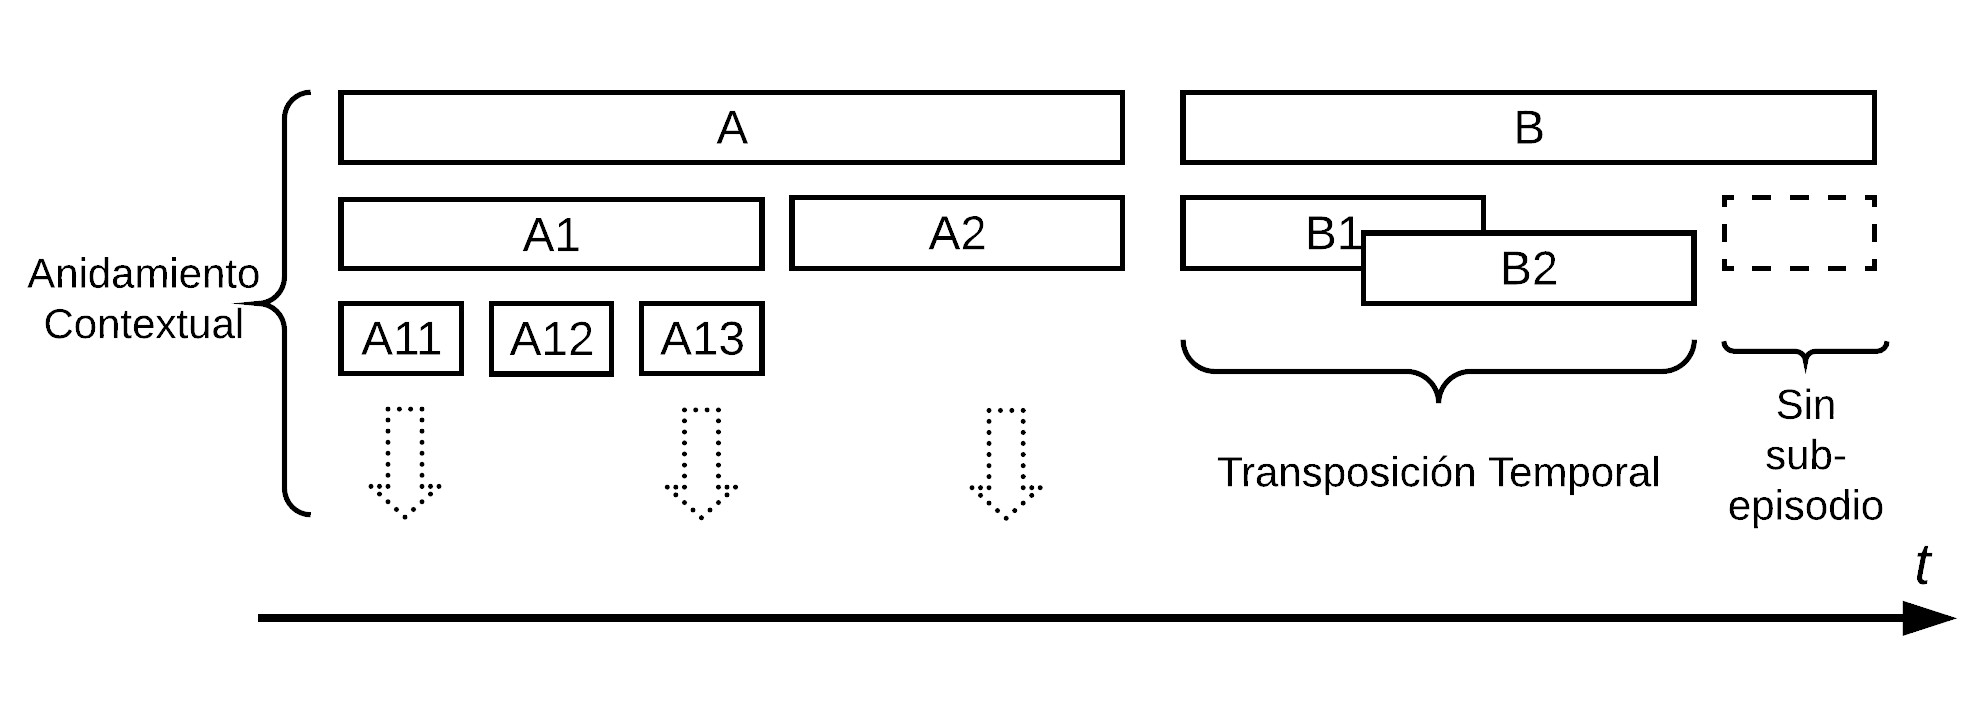 A
B
A1
A2
B1
B2
Anidamiento
Contextual
A11
A12
A13
Transposición Temporal
Sin
sub-
episodio
t